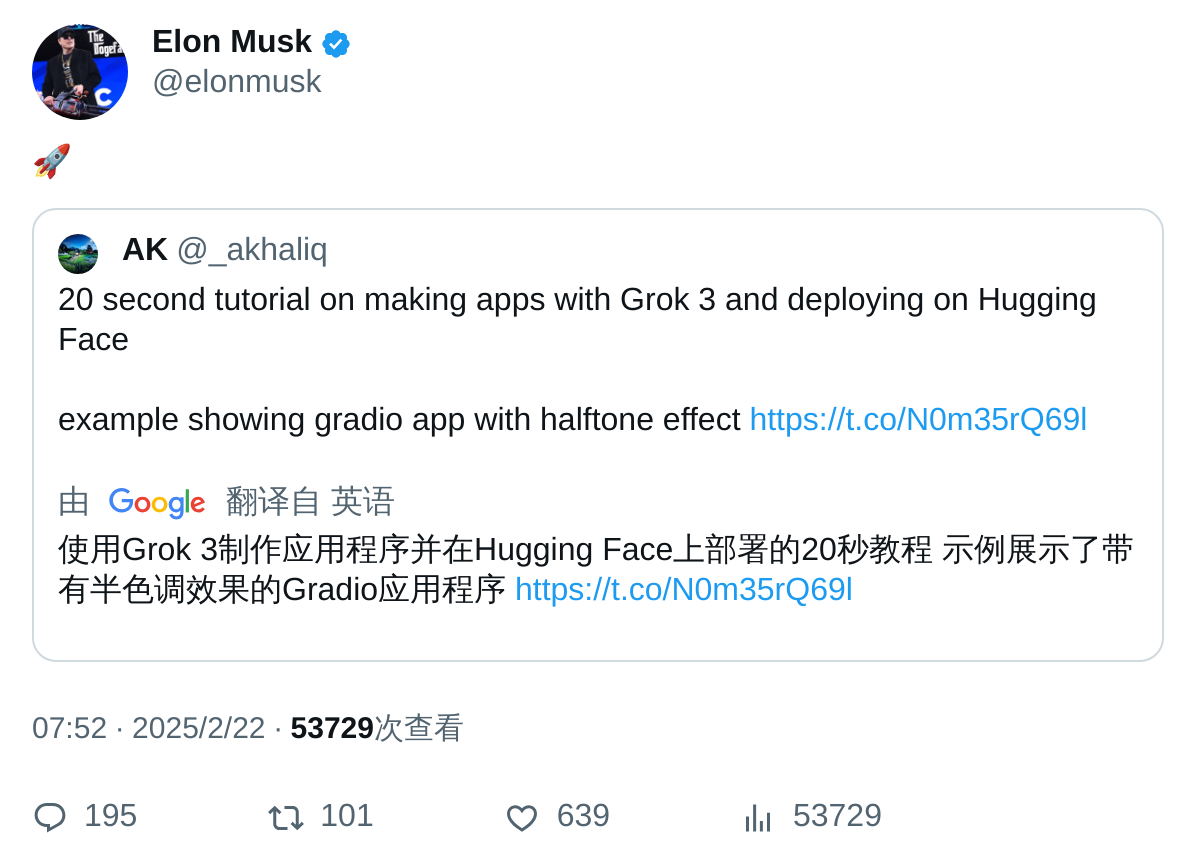 The
Dogefa
C
Elon Musk
@elonmusk
🚀
AK @_akhaliq
20 second tutorial on making apps with Grok 3 and deploying on Hugging
Face
example showing gradio app with halftone effect https://t.co/N0m35rQ69l
由 Google 翻译自 英语
使用Grok 3制作应用程序并在Hugging Face上部署的20秒教程 示例展示了带
有半色调效果的Gradio应用程序 https://t.co/N0m35rQ69l
07:52 · 2025/2/22 · 53729次查看
195 101 639 53729